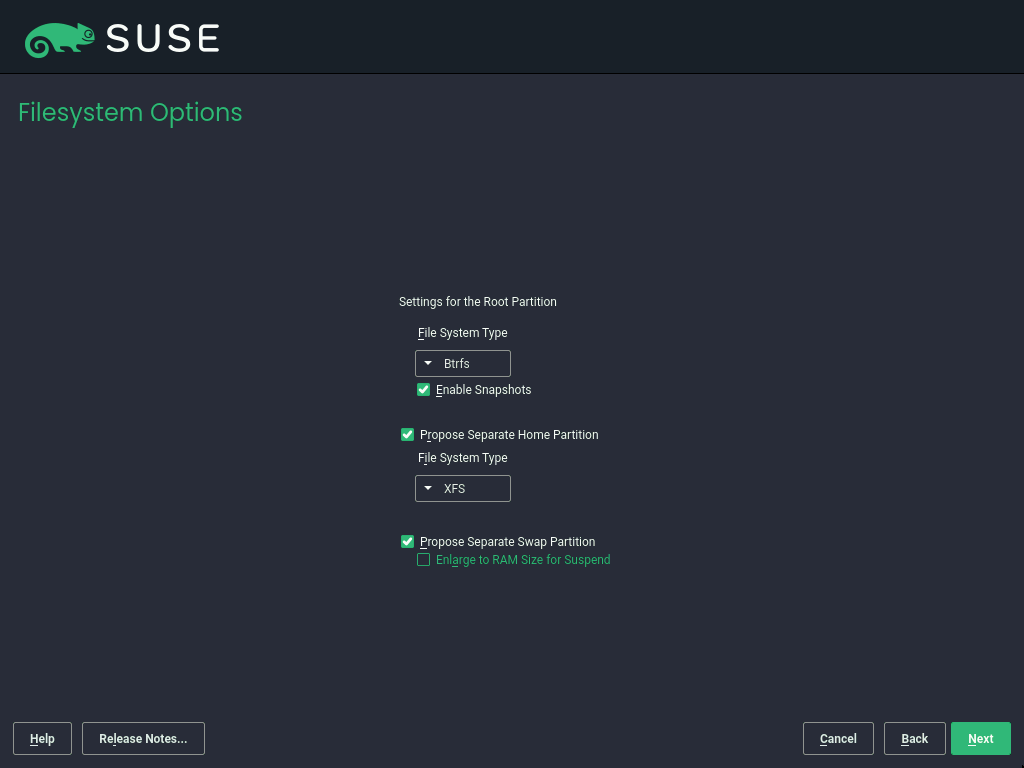 SUSE
Filesystem Options
Settings for the Root Partition
File System Type
Btrfs
Enable Snapshots
Propose Separate Home Partition
File System Type
XFS
Propose Separate Swap Partition
Enlarge to RAM Size for Suspend
Help
Release Notes...
Cancel
Back
Next